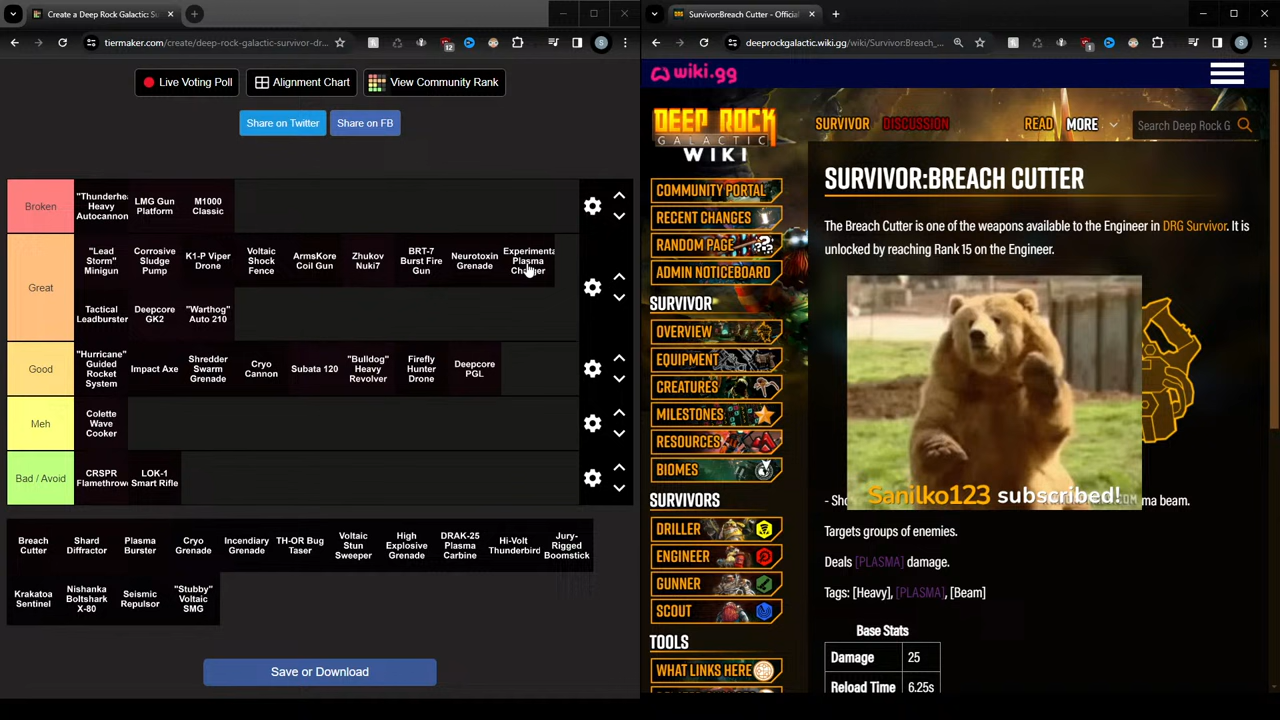 Create a Deep Rock Galactic: Su
Survivor:Breach Cutter - Official
tiermaker.com/create/deep-rock-galactic-survivor-dr...
deeprockgalactic.wiki.gg/wiki/Survivor:Breach_...
Live Voting Poll
Alignment Chart
View Community Rank
Share on Twitter
Share on FB
Broken
"Thunderhe
Heavy
Autocannon
LMG Gun
Platform
M1000
Classic
Great
"Lead
Storm"
Minigun
Corrosive
Sludge
Pump
K1-P Viper
Drone
Voltaic
Shock
Fence
ArmsKore
Coil Gun
Zhukov
Nuki7
BRT-7
Burst Fire
Gun
Neurotoxin
Grenade
Experimenta
Plasma
Charger
Tactical
Leadburster
Deepcore
GK2
"Warthog"
Auto 210
Good
"Hurricane"
Guided
Rocket
System
Impact Axe
Shredder
Swarm
Grenade
Cryo
Cannon
Subata 120
"Bulldog"
Heavy
Revolver
Firefly
Hunter
Drone
Deepcore
PGL
Meh
Colette
Wave
Cooker
Bad / Avoid
CRSPR
Flamethrow
LOK-1
Smart Rifle
Breach
Cutter
Shard
Diffractor
Plasma
Burster
Cryo
Grenade
Incendiary
Grenade
TH-OR Bug
Taser
Voltaic
Stun
Sweeper
High
Explosive
Grenade
DRAK-25
Plasma
Carbine
Hi-Volt
Thunderbird
Jury-
Rigged
Boomstick
Krakatoa
Sentinel
Nishanka
Boltshark
X-80
Seismic
Repulsor
"Stubby"
Voltaic
SMG
Save or Download
wiki.gg
DEEP ROCK
GALACTIC
WIKI
SURVIVOR
DISCUSSION
READ
MORE
Search Deep Rock G
COMMUNITY PORTAL
RECENT CHANGES
RANDOM PAGE
ADMIN NOTICEBOARD
SURVIVOR
OVERVIEW
EQUIPMENT
CREATURES
MILESTONES
RESOURCES
BIOMES
SURVIVORS
DRILLER
ENGINEER
GUNNER
SCOUT
TOOLS
WHAT LINKS HERE
SURVIVOR:BREACH CUTTER
The Breach Cutter is one of the weapons available to the Engineer in DRG Survivor. It is
unlocked by reaching Rank 15 on the Engineer.
Sanilko123 subscribed!
- Sho
ma beam.
Targets groups of enemies.
Deals [PLASMA] damage.
Tags: [Heavy], [PLASMA], [Beam]
Base Stats
Damage 25
Reload Time 6.25s
12
1
S
S